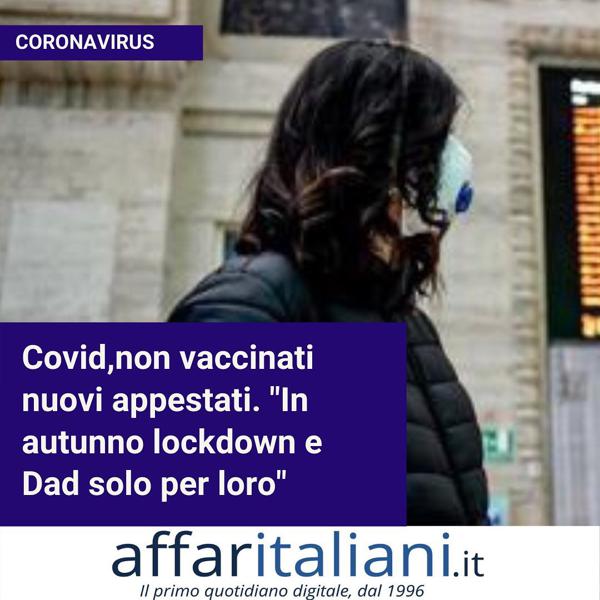 CORONAVIRUS
Covid,non vaccinati
nuovi appestati. "In
autunno lockdown e
Dad solo per loro"
affaritaliani.it
Il primo quotidiano digitale, dal 1996